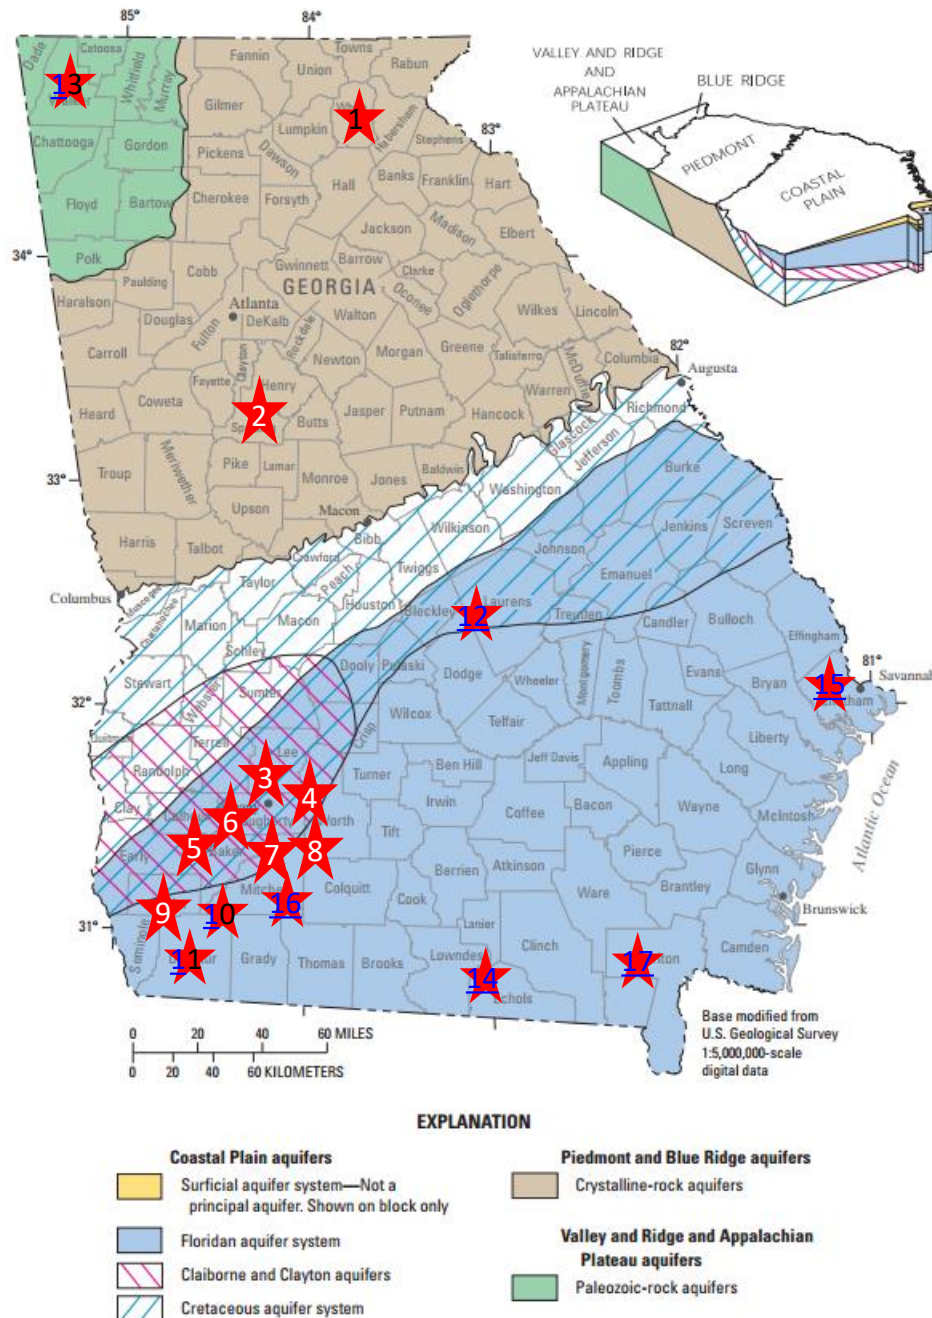 85°
84°
VALLEY AND RIDGE
AND
APPALACHIAN
PLATEAU
BLUE RIDGE
PIEDMONT
COASTAL
PLAIN
Dade
Catoosa
Whitfield
Murray
Fannin
Towns
Union
Rabun
13
Gilmer
1
Habersham
Lumpkin
83°
Stephens
Chattooga
Gordon
Pickens
Dawson
Hall
Banks
Franklin
Hart
Floyd
Bartow
Cherokee
Forsyth
Jackson
Madison
Elbert
34°
Polk
Cobb
Gwinnett
Barrow
Clarke
Oconee
Oglethorpe
Paulding
GEORGIA
Haralson
Atlanta
Douglas
Fulton
DeKalb
Rockdale
Walton
Wilkes
Lincoln
Carroll
Clayton
Newton
Morgan
Greene
Taliaferro
McDuffie
Columbia
82°
Augusta
Fayette
Henry
Warren
Heard
Coweta
2
Butts
Jasper
Putnam
Hancock
Glascock
Richmond
Jefferson
33°
Troup
Meriwether
Pike
Lamar
Monroe
Jones
Baldwin
Washington
Burke
Upson
Macon
Harris
Talbot
Bibb
Wilkinson
Jenkins
Screven
Crawford
Twiggs
Johnson
Columbus
Muscogee
Taylor
Peach
Emanuel
Chattahochee
Marion
Macon
Houston
Bleckley
12
Laurens
Treutlen
Candler
Bulloch
Effingham
Schley
Stewart
Webster
Sumter
Dooly
Pulaski
Dodge
Wheeler
Montgomery
Toombs
Evans
Bryan
15
81°
Savannah
32°
Crisp
Wilcox
Telfair
Tattnall
Quitman
Terrell
Lee
Liberty
Randolph
3
Turner
Ben Hill
Jeff Davis
Appling
Long
Clay
4
Irwin
Coffee
Bacon
Wayne
McIntosh
6
Worth
Tift
5
7
8
Pierce
Early
Berrien
Atkinson
Glynn
Atlantic Ocean
Colquitt
Ware
Brantley
Cook
9
10
16
Lanier
Brunswick
31°
Clinch
Camden
Seminole
11
Grady
Thomas
Brooks
Lowndes
14
Echols
17
0 20 40 60 MILES
0 20 40 60 KILOMETERS
Base modified from
U.S. Geological Survey
1:5,000,000-scale
digital data
EXPLANATION
Coastal Plain aquifers
Surficial aquifer system—Not a
principal aquifer. Shown on block only
Floridan aquifer system
Claiborne and Clayton aquifers
Cretaceous aquifer system
Piedmont and Blue Ridge aquifers
Crystalline-rock aquifers
Valley and Ridge and Appalachian
Plateau aquifers
Paleozoic-rock aquifers